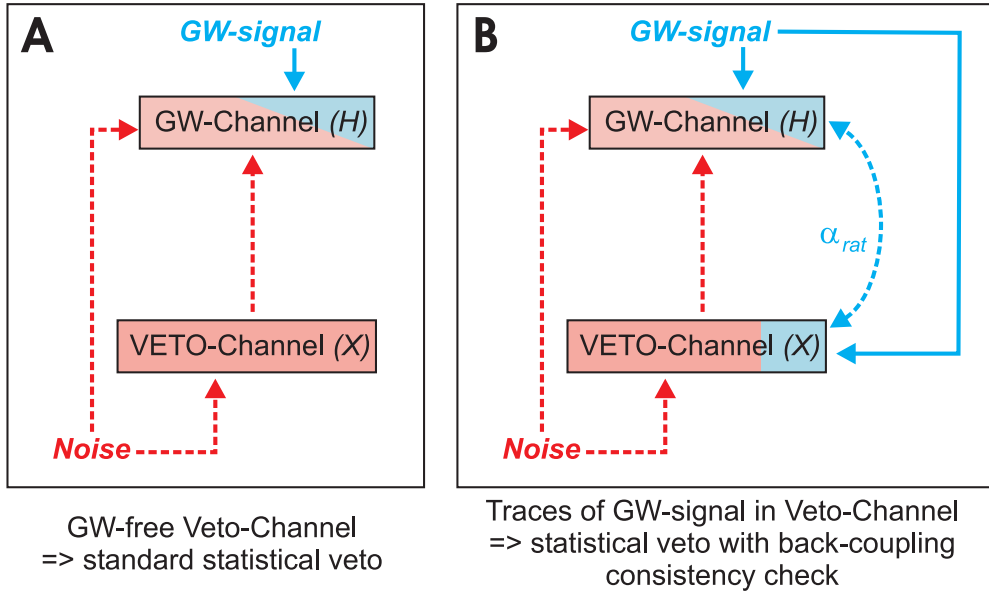 A
GW-signal
GW-Channel (H)
VETO-Channel (X)
Noise
GW-free Veto-Channel
=> standard statistical veto
B
GW-signal
GW-Channel (H)
α_rat
VETO-Channel (X)
Noise
Traces of GW-signal in Veto-Channel
=> statistical veto with back-coupling
consistency check